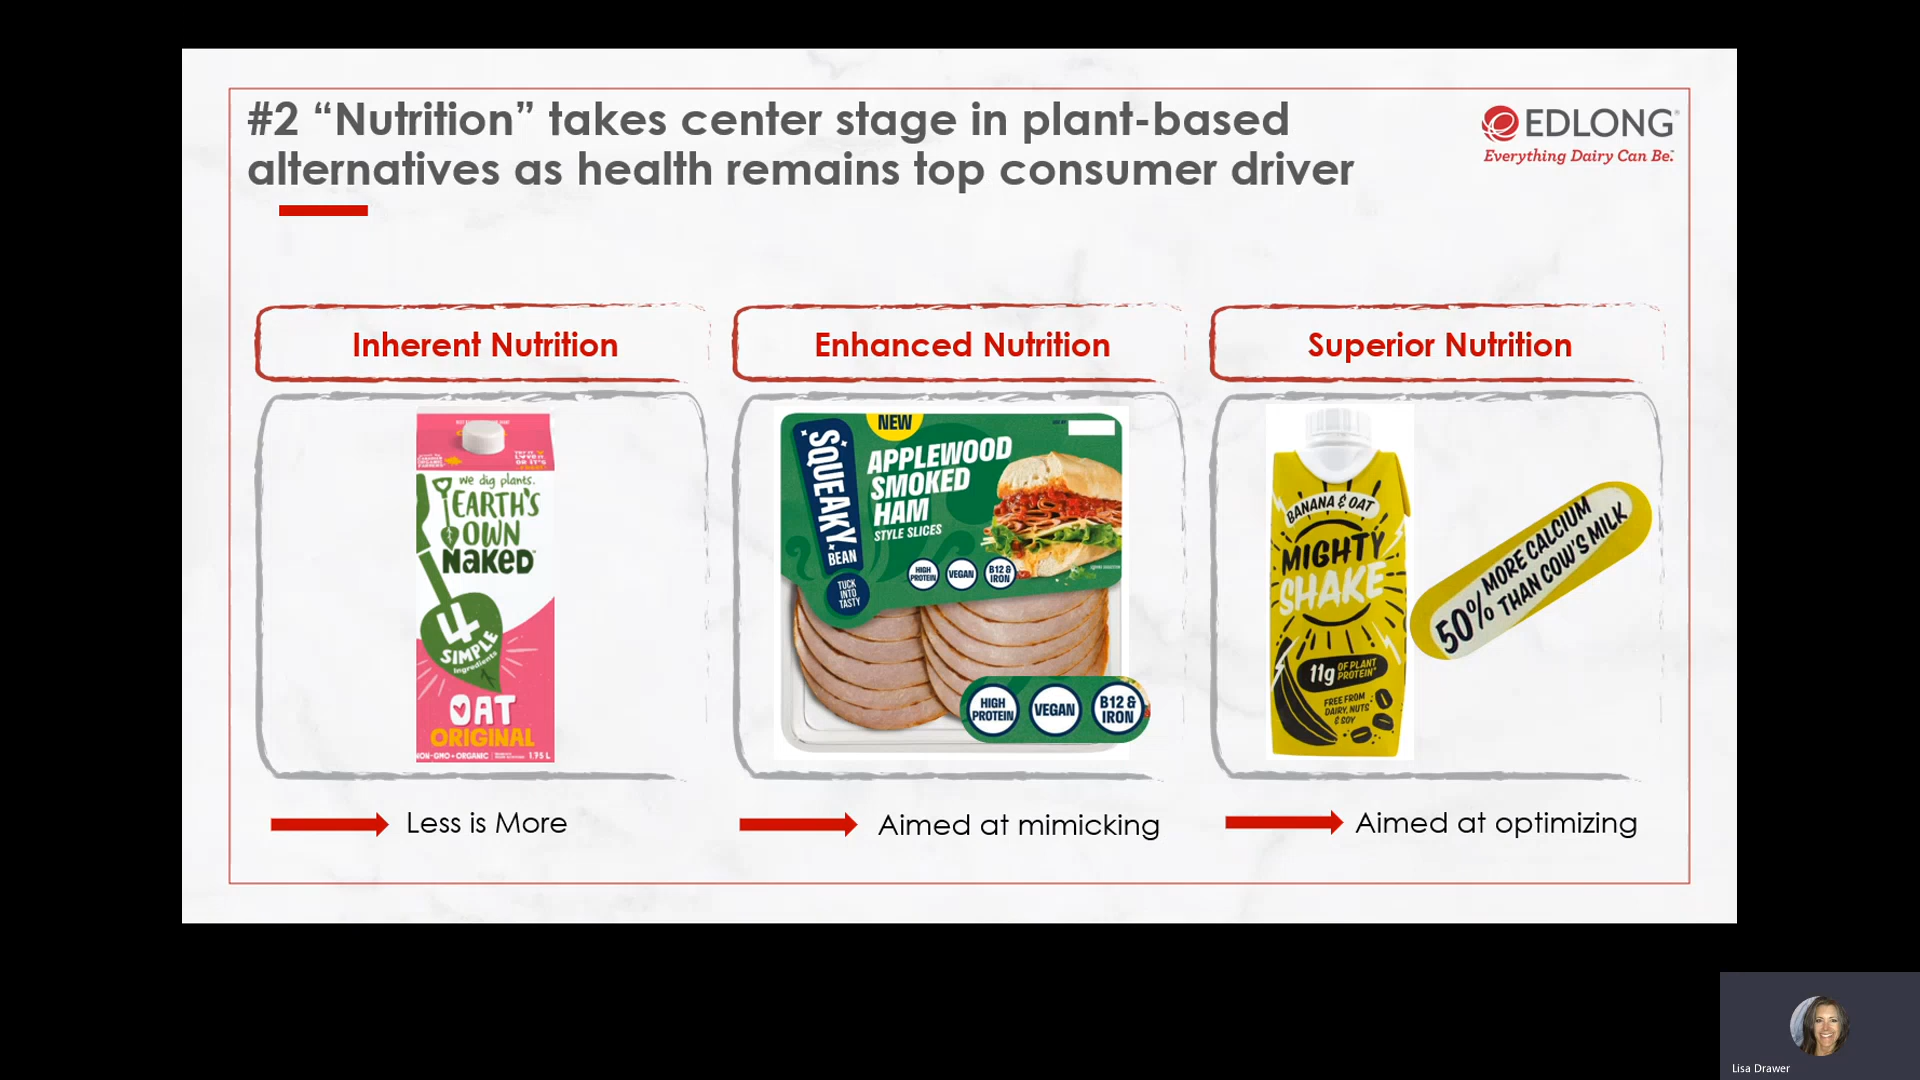 #2 “Nutrition” takes center stage in plant-based
alternatives as health remains top consumer driver
EDLONG
Everything Dairy Can Be.
Inherent Nutrition
Enhanced Nutrition
Superior Nutrition
we dig plants.
EARTH'S
OWN
NAKED
4
SIMPLE
Ingredients
OAT
ORIGINAL
NON-GMO • ORGANIC
1.75 L
NEW
SQUEAKY
BEAN
APPLEWOOD
SMOKED
HAM
STYLE SLICES
HIGH
PROTEIN
VEGAN
B12 &
IRON
TUCK
INTO
TASTY
HIGH
PROTEIN
VEGAN
B12 &
IRON
BANANA & OAT
MIGHTY
SHAKE
11g OF PLANT
PROTEIN*
FREE FROM
DAIRY, NUTS
& SOY
50% MORE CALCIUM
THAN COW'S MILK
Less is More
Aimed at mimicking
Aimed at optimizing
Lisa Drawer